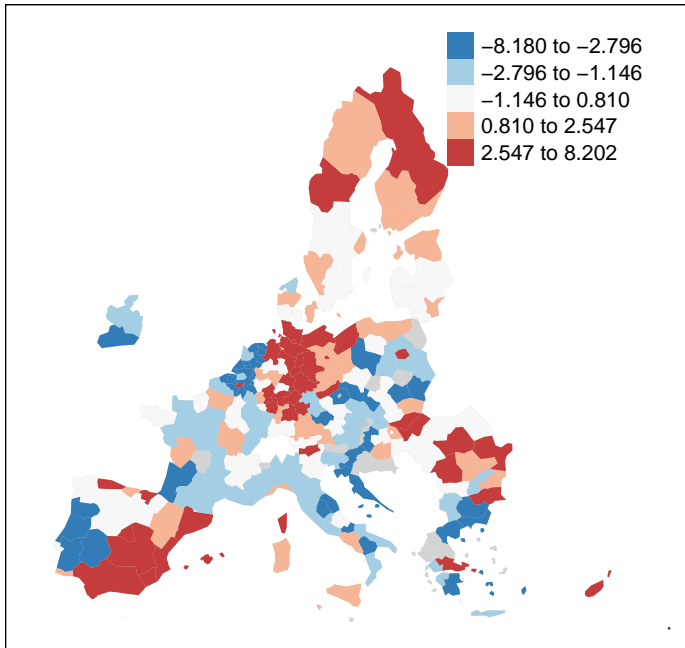 −8.180 to −2.796
−2.796 to −1.146
−1.146 to 0.810
0.810 to 2.547
2.547 to 8.202